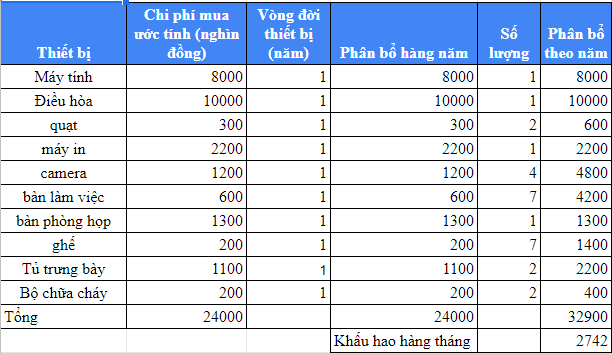 Thiết bị | Chi phí mua ước tính (nghìn đồng) | Vòng đời thiết bị (năm) | Phân bổ hàng năm | Số lượng | Phân bổ theo năm
Máy tính | 8000 | 1 | 8000 | 1 | 8000
Điều hòa | 10000 | 1 | 10000 | 1 | 10000
quạt | 300 | 1 | 300 | 2 | 600
máy in | 2200 | 1 | 2200 | 1 | 2200
camera | 1200 | 1 | 1200 | 4 | 4800
bàn làm việc | 600 | 1 | 600 | 7 | 4200
bàn phòng họp | 1300 | 1 | 1300 | 1 | 1300
ghế | 200 | 1 | 200 | 7 | 1400
Tủ trưng bày | 1100 | 1 | 1100 | 2 | 2200
Bộ chữa cháy | 200 | 1 | 200 | 2 | 400
Tổng | 24000 | | 24000 | | 32900
Khấu hao hàng tháng | | 2742